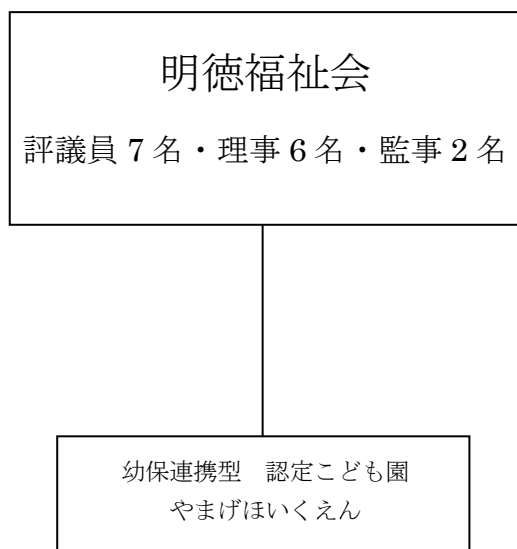 明徳福祉会
評議員 7 名・理事 6 名・監事 2 名
幼保連携型　認定こども園
やまげほいくえん